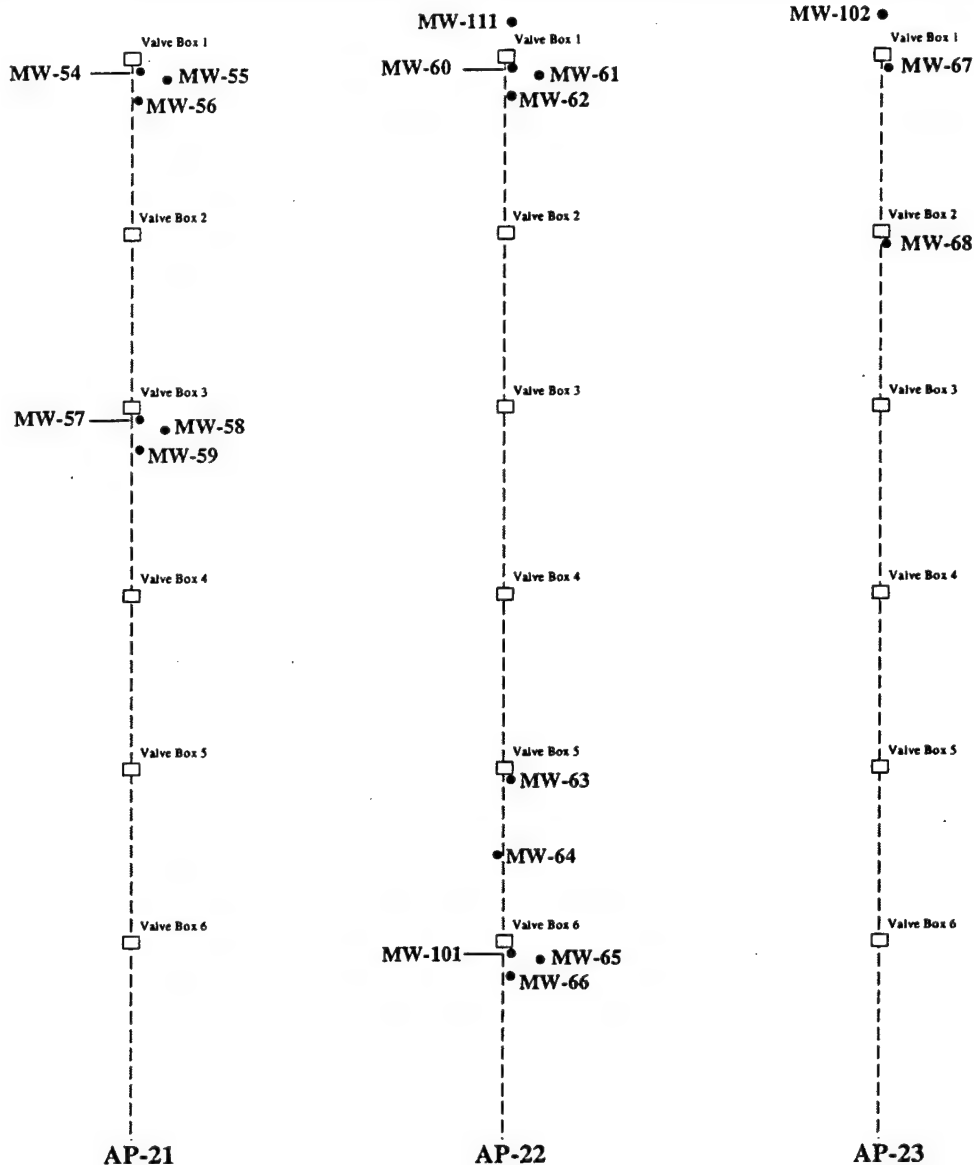 MW-111
MW-102
Valve Box 1
Valve Box 1
Valve Box 1
MW-54
MW-55
MW-60
MW-61
MW-67
MW-56
MW-62
Valve Box 2
Valve Box 2
Valve Box 2
MW-68
Valve Box 3
Valve Box 3
Valve Box 3
MW-57
MW-58
MW-59
Valve Box 4
Valve Box 4
Valve Box 4
Valve Box 5
Valve Box 5
Valve Box 5
MW-63
MW-64
Valve Box 6
Valve Box 6
Valve Box 6
MW-101
MW-65
MW-66
AP-21
AP-22
AP-23